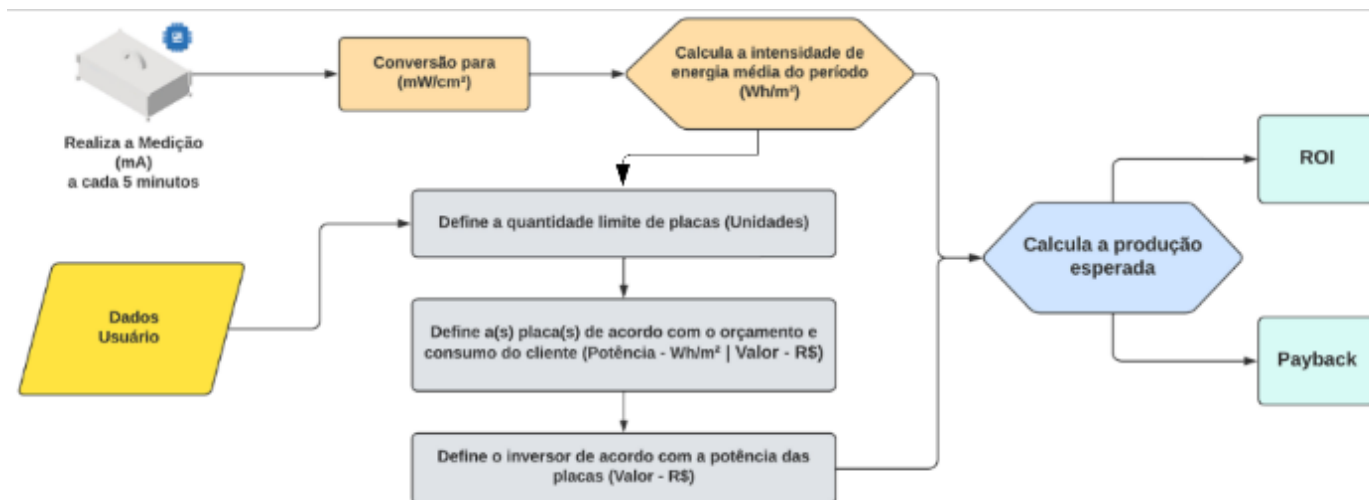 Realiza a Medição
(mA)
a cada 5 minutos
Conversão para
(mW/cm²)
Calcula a intensidade de
energia média do período
(Wh/m²)
Define a quantidade limite de placas (Unidades)
Dados
Usuário
Define a(s) placa(s) de acordo com o orçamento e
consumo do cliente (Potência - Wh/m² | Valor - R$)
Define o inversor de acordo com a potência das
placas (Valor - R$)
Calcula a produção
esperada
ROI
Payback